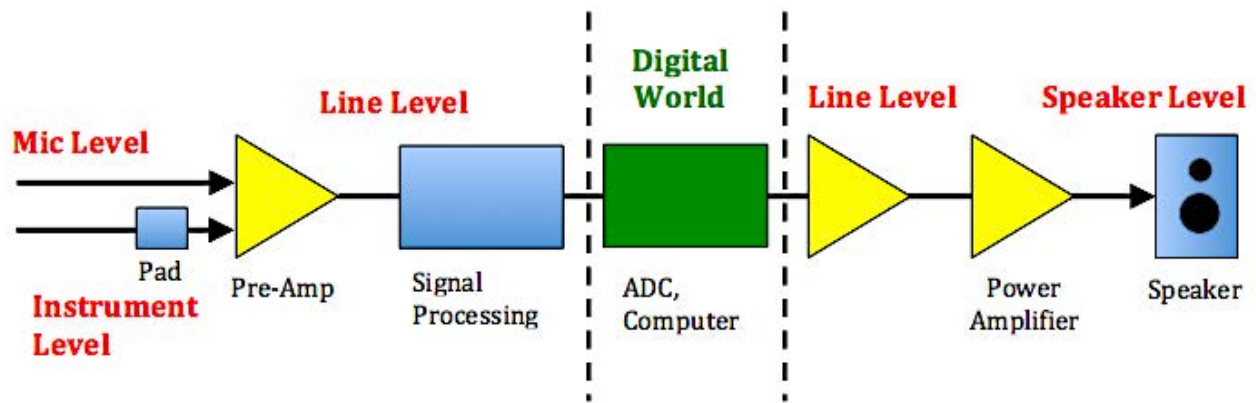 Mic Level
Line Level
Digital
World
Line Level
Speaker Level
Pad
Pre-Amp
Signal
Processing
ADC,
Computer
Power
Amplifier
Speaker
Instrument
Level